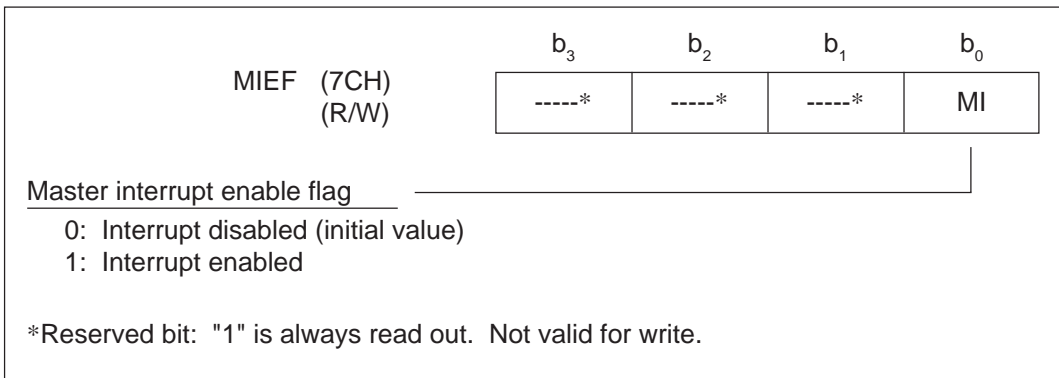 b₃ b₂ b₁ b₀
MIEF (7CH)
-----* -----* -----* MI
(R/W)
Master interrupt enable flag
0: Interrupt disabled (initial value)
1: Interrupt enabled
*Reserved bit: "1" is always read out. Not valid for write.